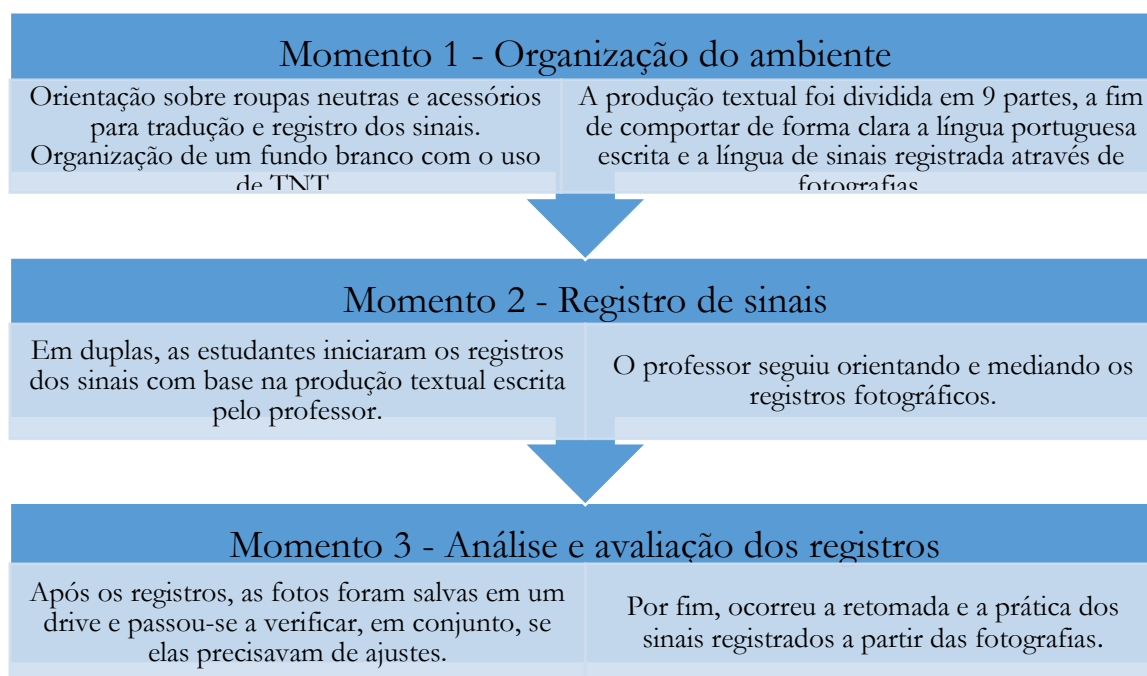 Momento 1 - Organização do ambiente
Orientação sobre roupas neutras e acessórios
para tradução e registro dos sinais.
Organização de um fundo branco com o uso
de TNT
A produção textual foi dividida em 9 partes, a fim
de comportar de forma clara a língua portuguesa
escrita e a língua de sinais registrada através de
fotografias
Momento 2 - Registro de sinais
Em duplas, as estudantes iniciaram os registros
dos sinais com base na produção textual escrita
pelo professor.
O professor seguiu orientando e mediando os
registros fotográficos.
Momento 3 - Análise e avaliação dos registros
Após os registros, as fotos foram salvas em um
drive e passou-se a verificar, em conjunto, se
elas precisavam de ajustes.
Por fim, ocorreu a retomada e a prática dos
sinais registrados a partir das fotografias.